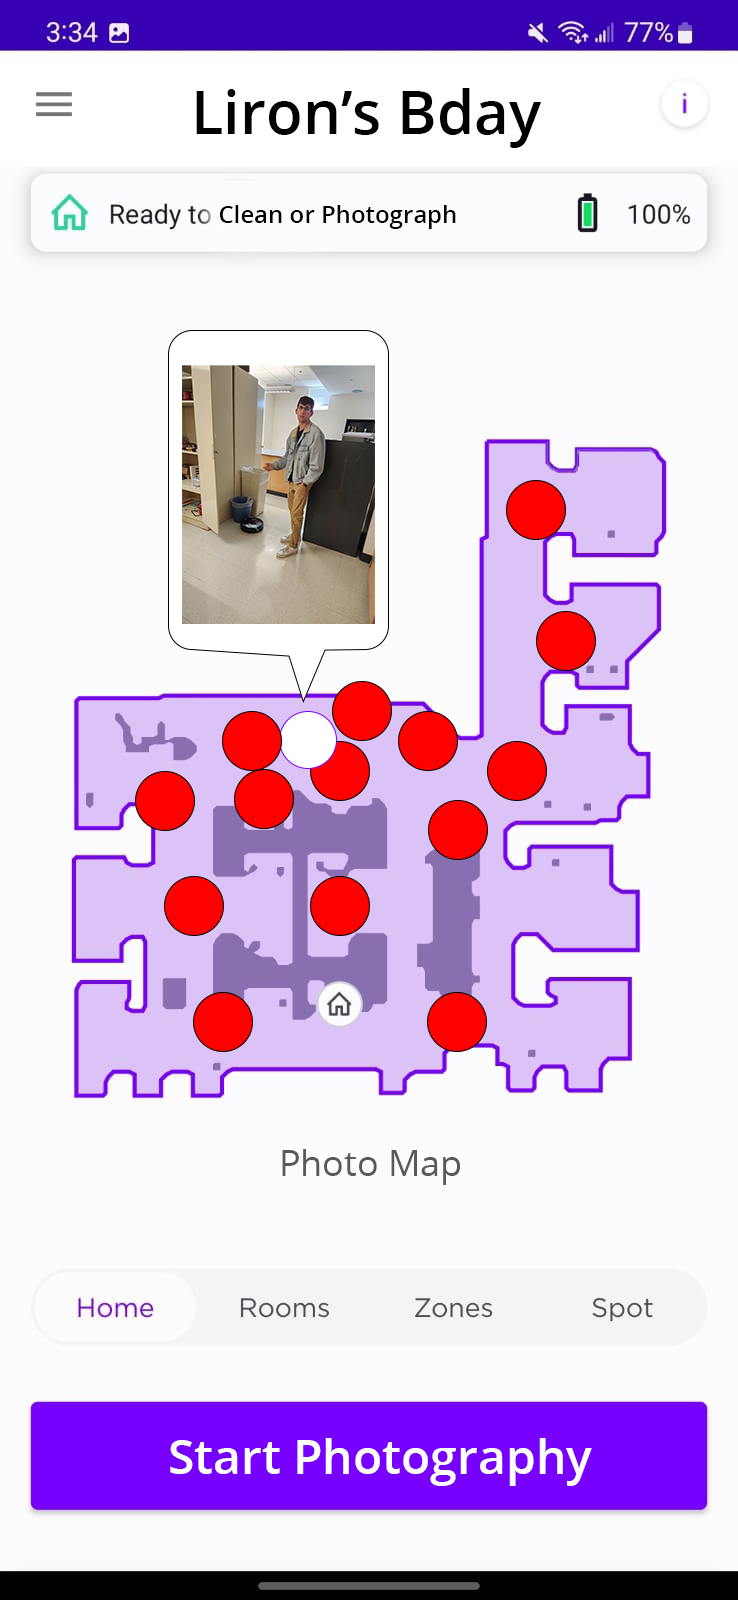 3:34
77%
Liron’s Bday
i
Ready to Clean or Photograph
100%
Photo Map
Home
Rooms
Zones
Spot
Start Photography